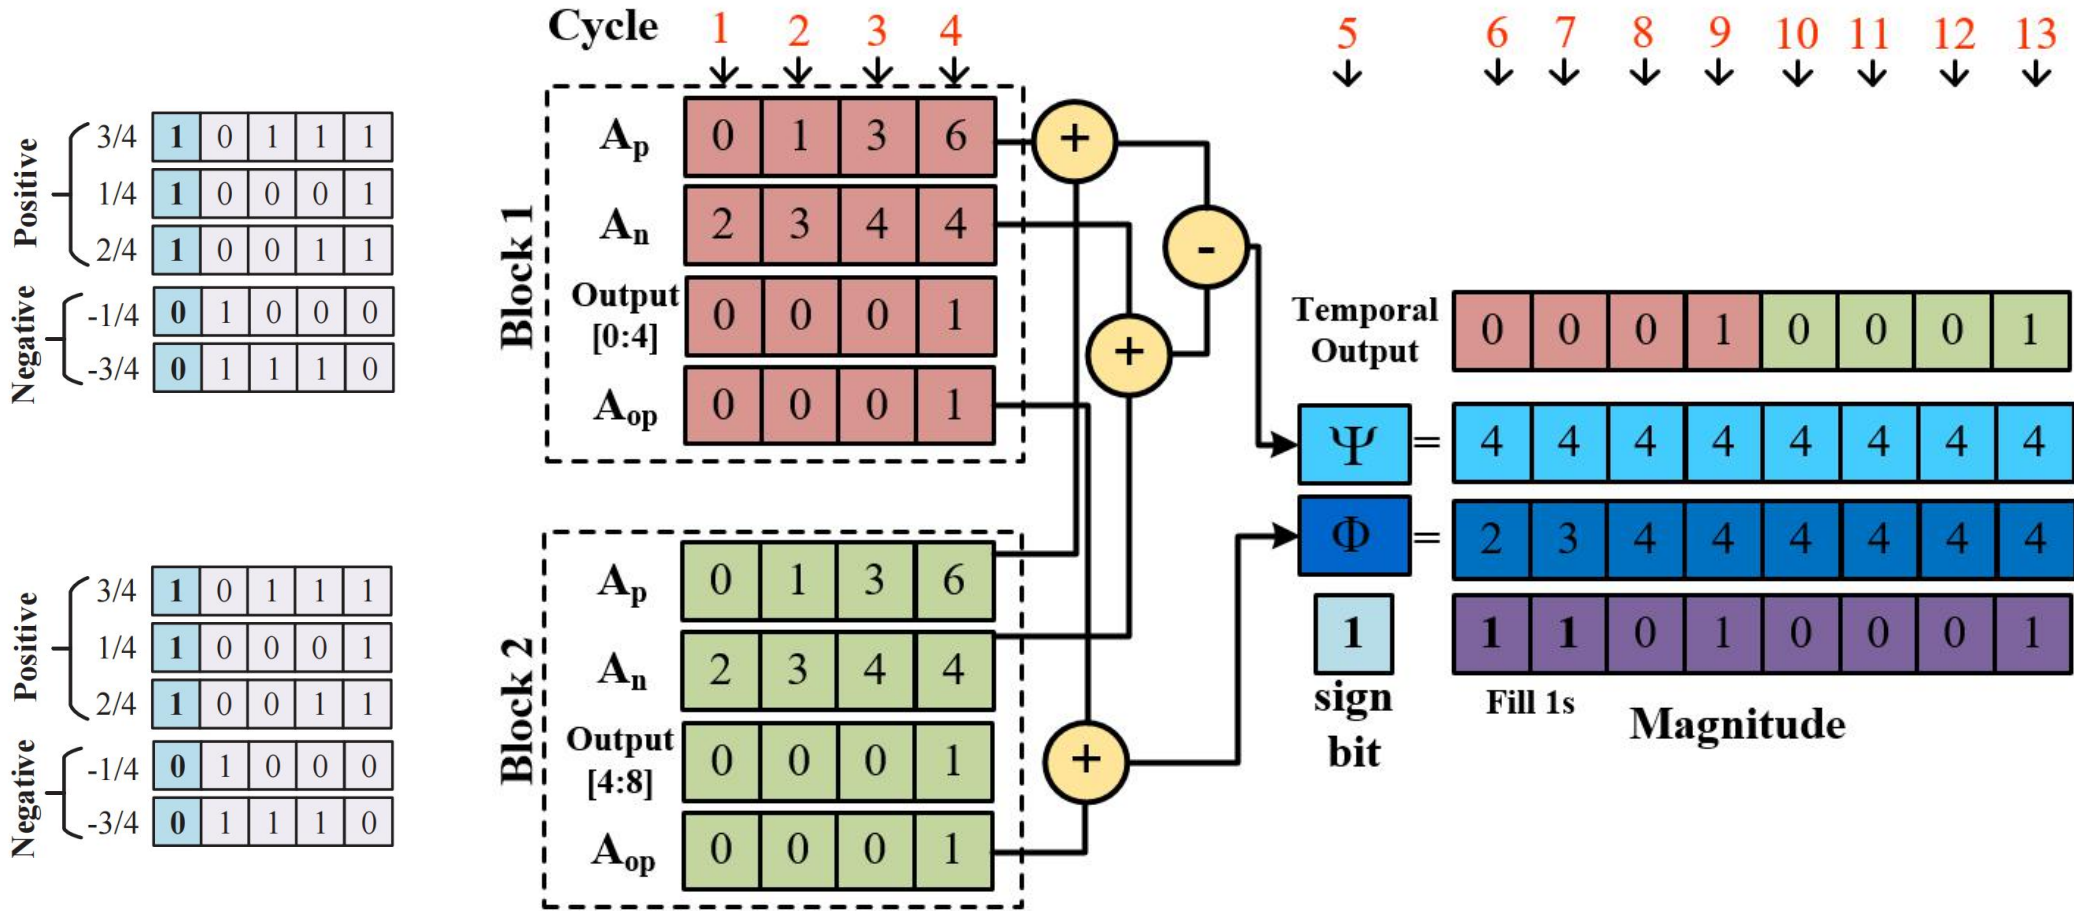 Cycle 1 2 3 4 5 6 7 8 9 10 11 12 13
Positive
3/4 1 0 1 1 1
1/4 1 0 0 0 1
2/4 1 0 0 1 1
Negative
-1/4 0 1 0 0 0
-3/4 0 1 1 1 0
Block 1
Ap 0 1 3 6
An 2 3 4 4
Output [0:4] 0 0 0 1
Aop 0 0 0 1
+
+
-
Positive
3/4 1 0 1 1 1
1/4 1 0 0 0 1
2/4 1 0 0 1 1
Negative
-1/4 0 1 0 0 0
-3/4 0 1 1 1 0
Block 2
Ap 0 1 3 6
An 2 3 4 4
Output [4:8] 0 0 0 1
Aop 0 0 0 1
+
Temporal Output 0 0 0 1 0 0 0 1
Ψ = 4 4 4 4 4 4 4 4
Φ = 2 3 4 4 4 4 4 4
1 1 1 0 1 0 0 0 1
sign bit
Fill 1s
Magnitude